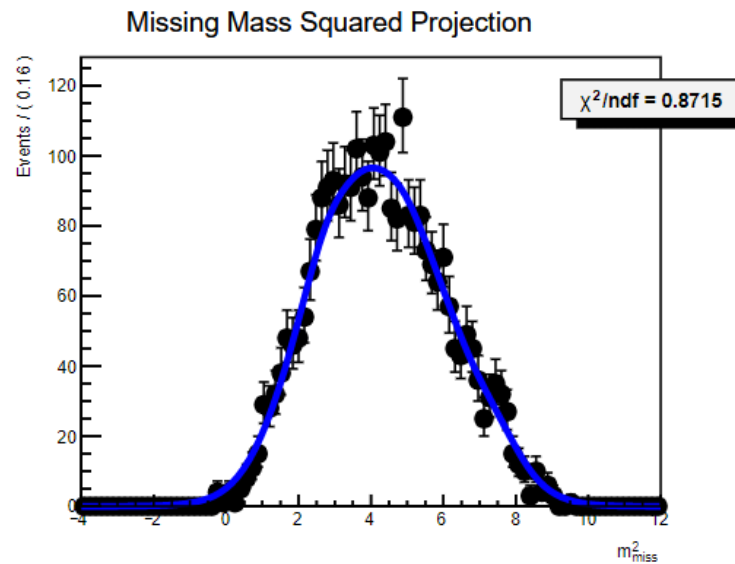 Missing Mass Squared Projection
Events / ( 0.16 )
χ²/ndf = 0.8715
120
100
80
60
40
20
0
-4 -2 0 2 4 6 8 10 12
m²miss